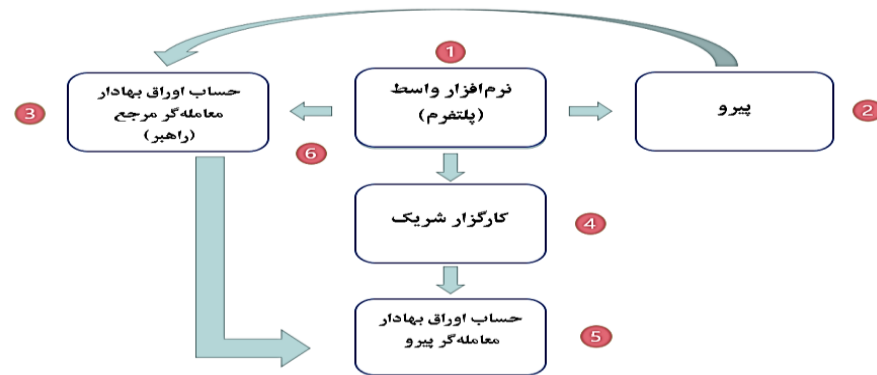 1
نرم‌افزار واسط
(پلتفرم)
پیرو
2
3
حساب اوراق بهادار
معامله‌گر مرجع
(راهبر)
6
کارگزار شریک
4
حساب اوراق بهادار
معامله‌گر پیرو
5